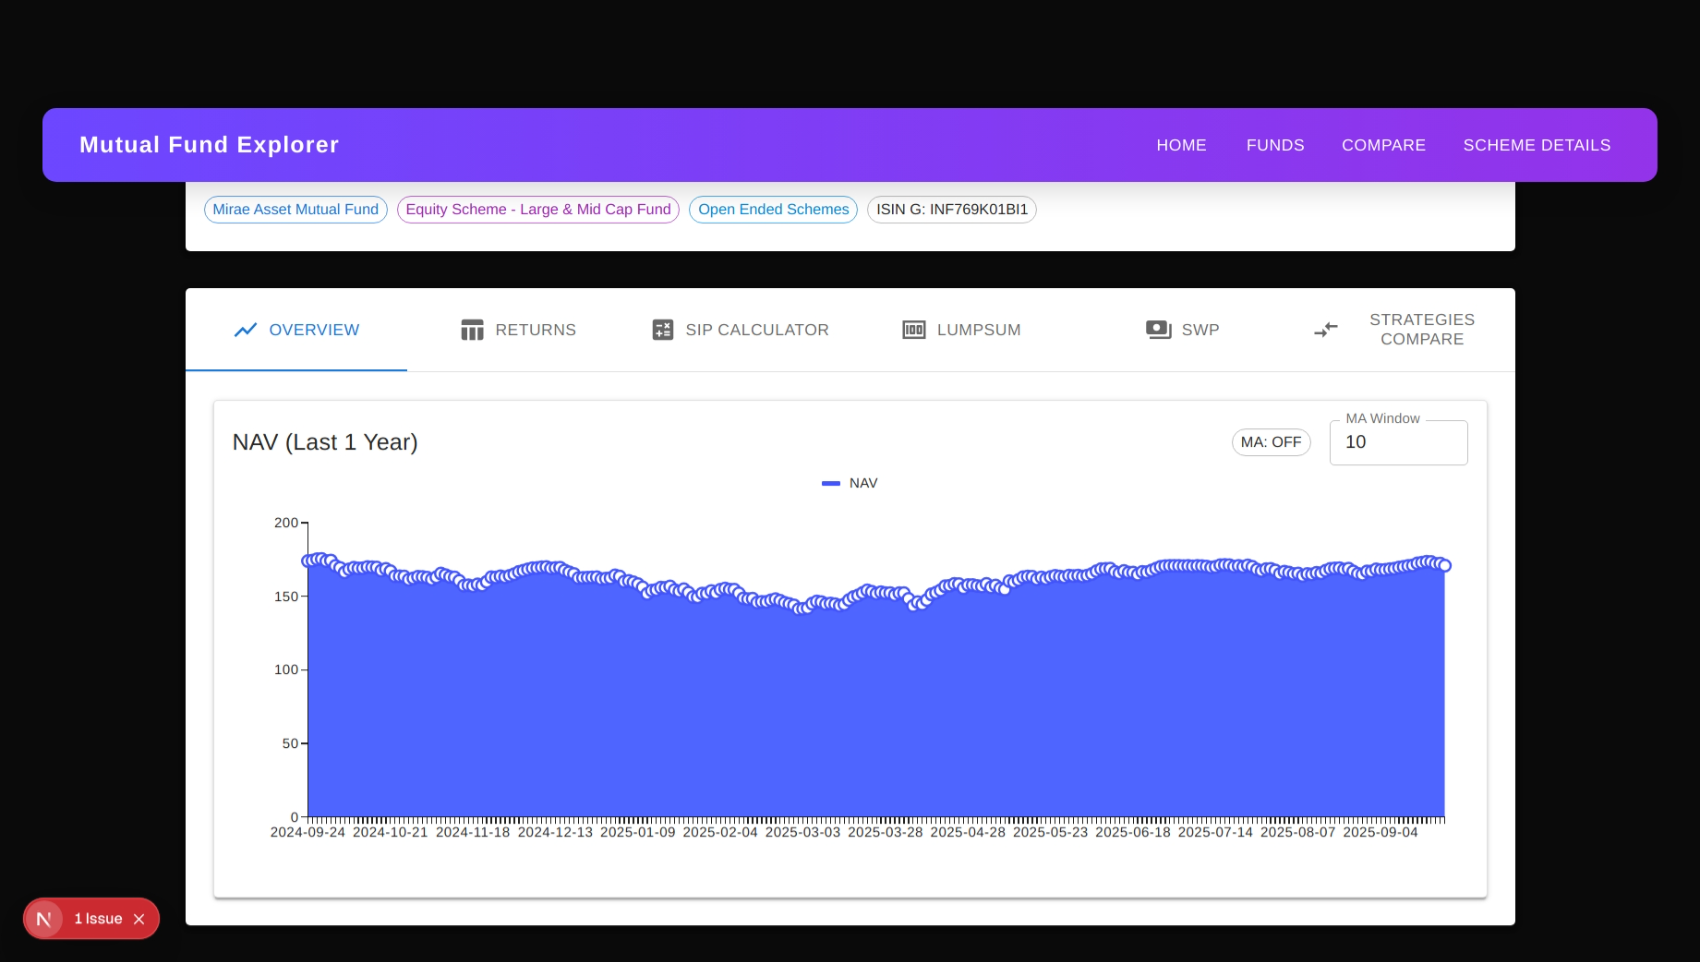 Mutual Fund Explorer
HOME FUNDS COMPARE SCHEME DETAILS
Mirae Asset Mutual Fund Equity Scheme - Large & Mid Cap Fund Open Ended Schemes ISIN G: INF769K01BI1
OVERVIEW RETURNS SIP CALCULATOR LUMPSUM SWP STRATEGIES COMPARE
NAV (Last 1 Year)
MA: OFF
MA Window
10
NAV
200
150
100
50
0
2024-09-24 2024-10-21 2024-11-18 2024-12-13 2025-01-09 2025-02-04 2025-03-03 2025-03-28 2025-04-28 2025-05-23 2025-06-18 2025-07-14 2025-08-07 2025-09-04
N 1 Issue